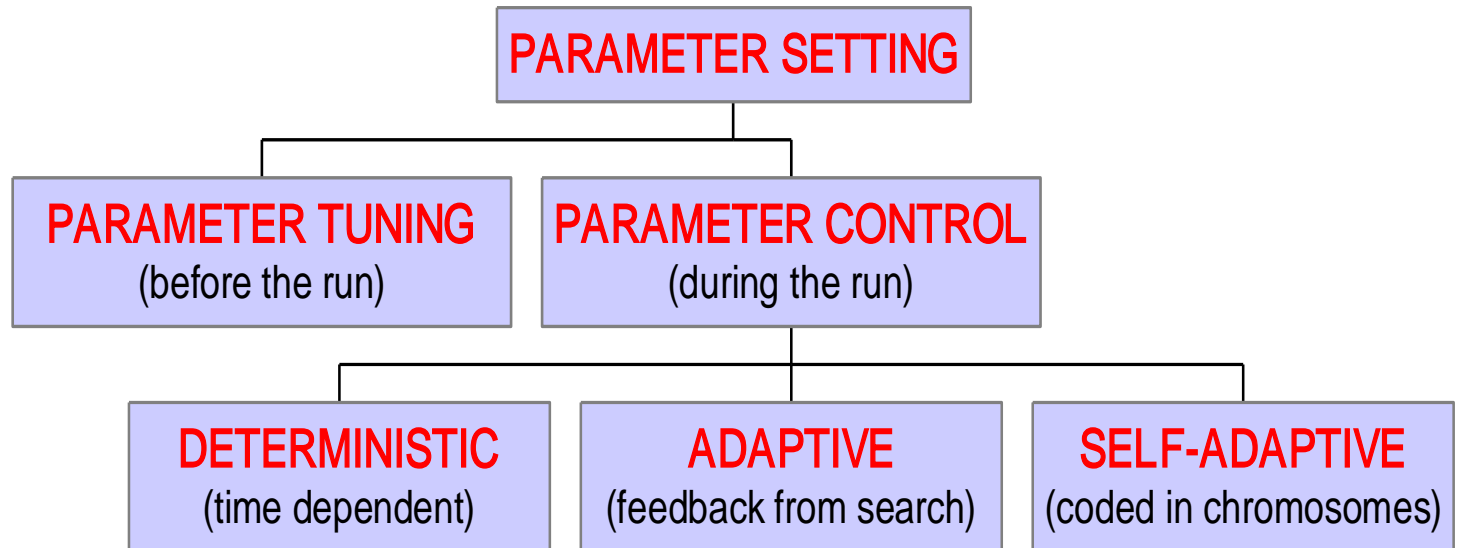 PARAMETER SETTING
PARAMETER TUNING
(before the run)
PARAMETER CONTROL
(during the run)
DETERMINISTIC
(time dependent)
ADAPTIVE
(feedback from search)
SELF-ADAPTIVE
(coded in chromosomes)